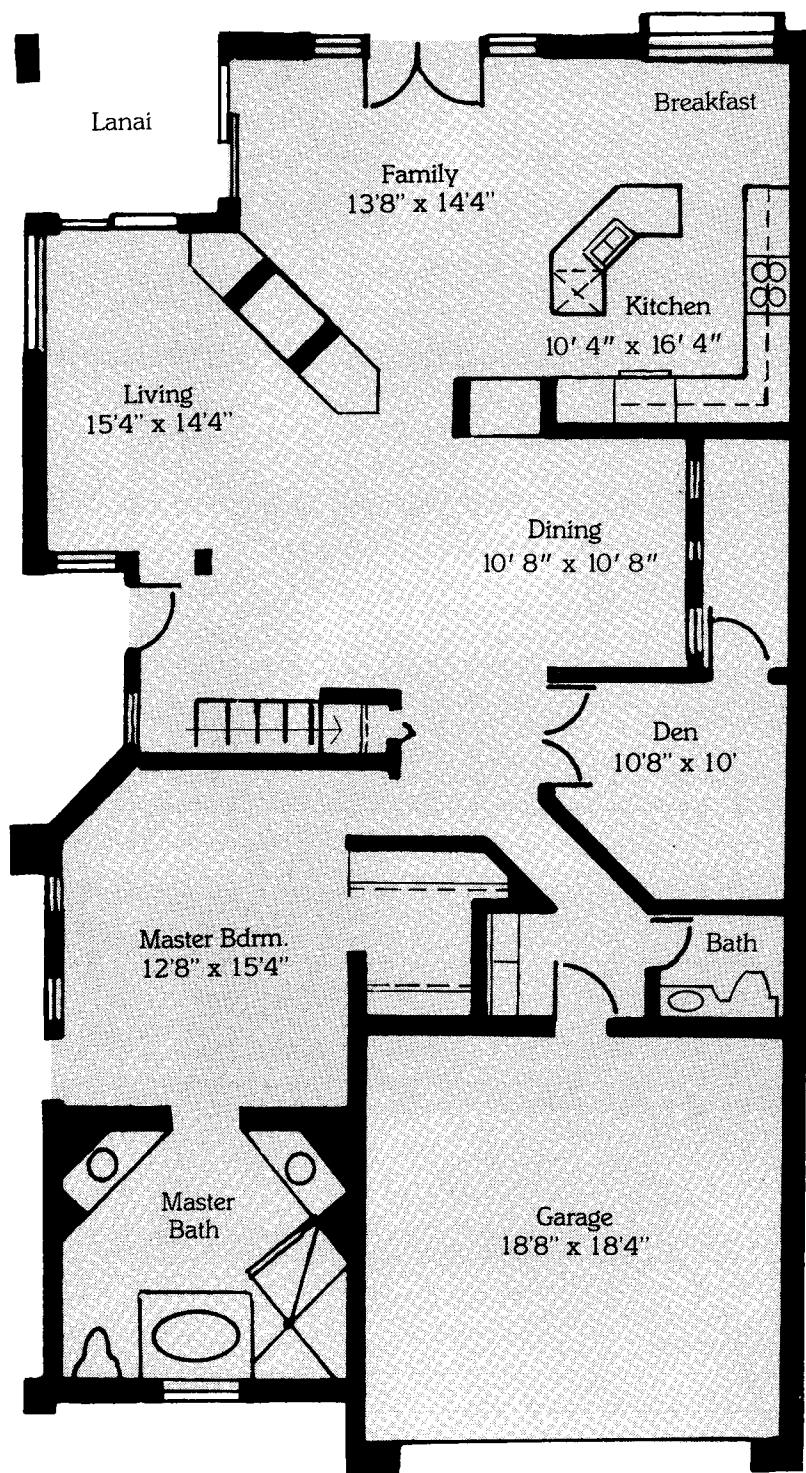 Lanai
Breakfast
Family
13'8" x 14'4"
Kitchen
10' 4" x 16' 4"
Living
15'4" x 14'4"
Dining
10' 8" x 10' 8"
Den
10'8" x 10'
Master Bdrm.
12'8" x 15'4"
Bath
Master
Bath
Garage
18'8" x 18'4"